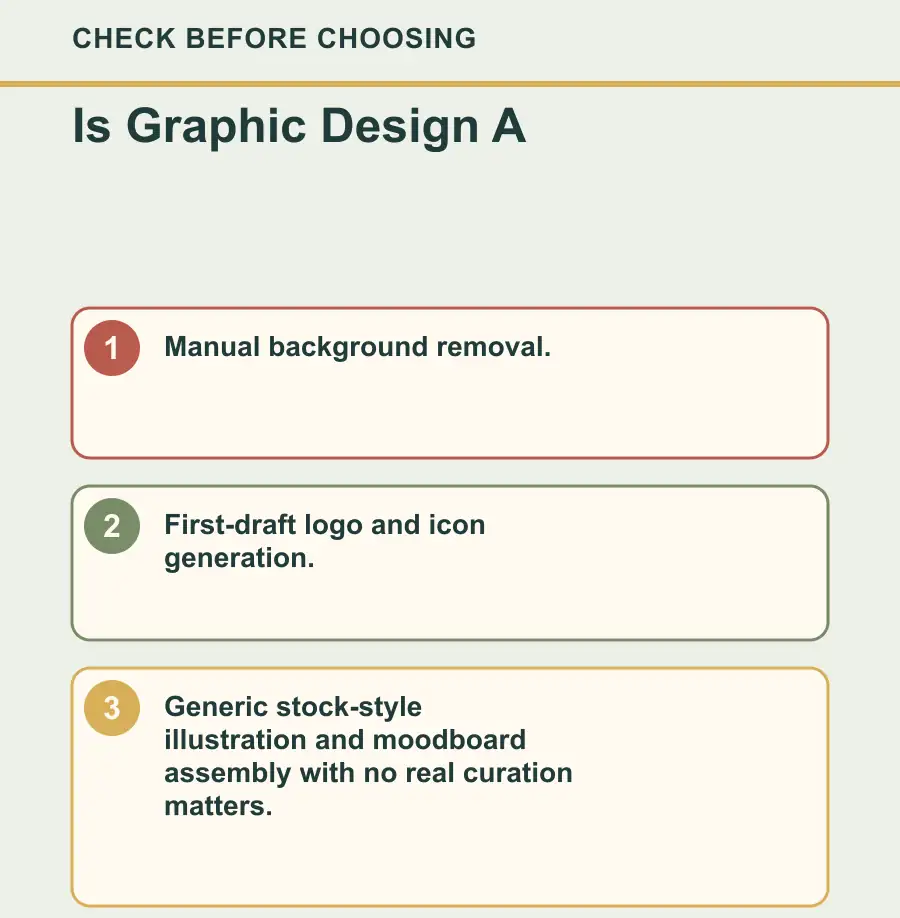 CHECK BEFORE CHOOSING
Is Graphic Design A
1
Manual background removal.
2
First-draft logo and icon
generation.
3
Generic stock-style
illustration and moodboard
assembly with no real curation
matters.